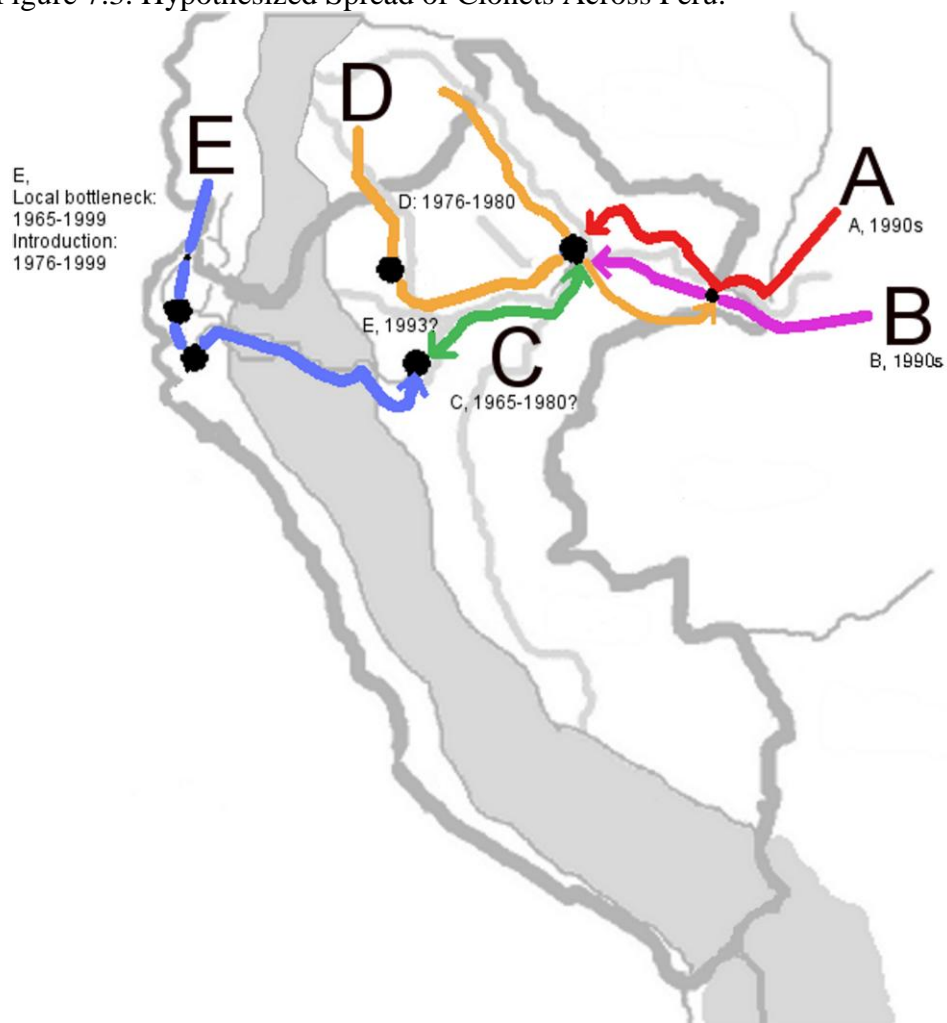 Figure 7.3: Hypothesized Spread of Clonets Across Peru.
D
E
A
E,
Local bottleneck:
1965-1999
Introduction:
1976-1999
D: 1976-1980
A, 1990s
B
E, 1993?
C
B, 1990s
C, 1965-1980?